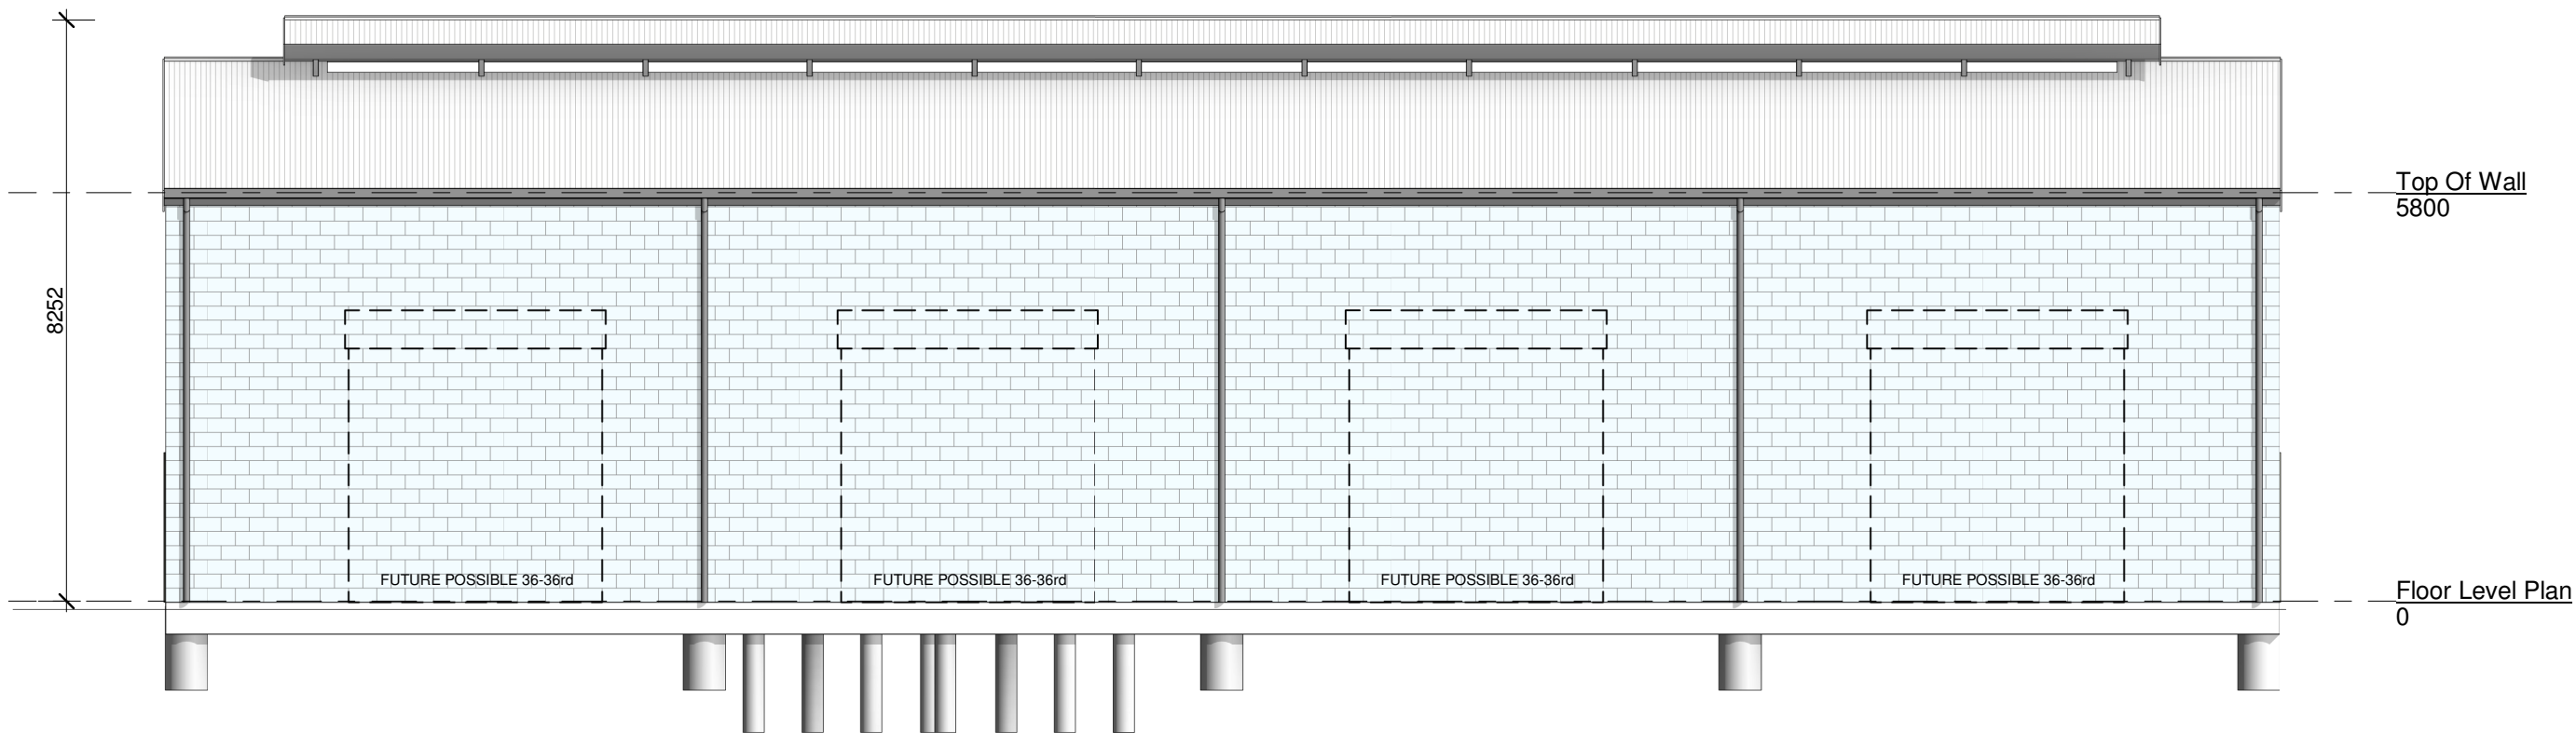 Top Of Wall
5800
8252
FUTURE POSSIBLE 36-36rd
FUTURE POSSIBLE 36-36rd
FUTURE POSSIBLE 36-36rd
FUTURE POSSIBLE 36-36rd
Floor Level Plan
0